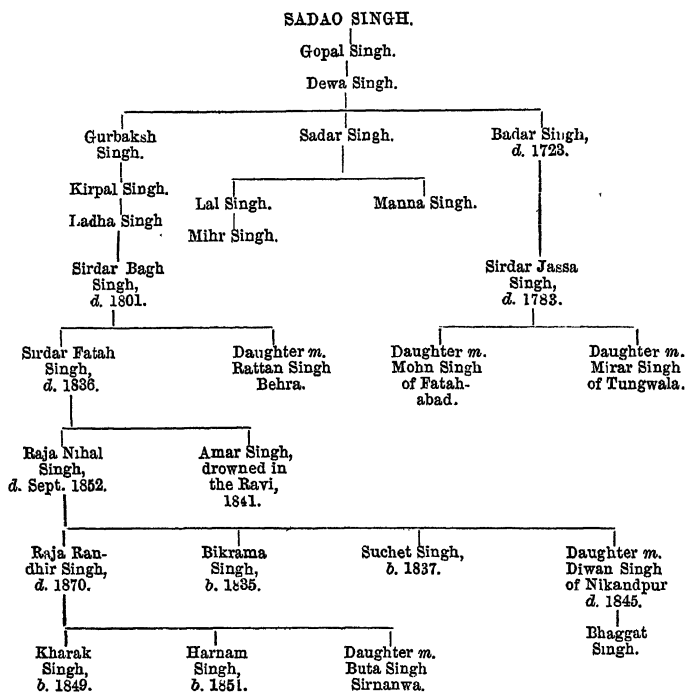 SADAO SINGH.
Gopal Singh.
Dewa Singh.
Gurbaksh
Singh.
Sadar Singh.
Badar Singh,
d. 1723.
Kirpal Singh.
Ladha Singh
Lal Singh.
Mihr Singh.
Manna Singh.
Sirdar Bagh
Singh,
d. 1801.
Sirdar Jassa
Singh,
d. 1783.
Sirdar Fatah
Singh,
d. 1836.
Daughter m.
Rattan Singh
Behra.
Daughter m.
Mohn Singh
of Fatah-
abad.
Daughter m.
Mirar Singh
of Tungwala.
Raja Nihal
Singh,
d. Sept. 1852.
Amar Singh,
drowned in
the Ravi,
1841.
Raja Ran-
dhir Singh,
d. 1870.
Bikrama
Singh,
b. 1835.
Suchet Singh,
b. 1837.
Daughter m.
Diwan Singh
of Nikandpur
d. 1845.
Bhaggat
Singh.
Kharak
Singh,
b. 1849.
Harnam
Singh,
b. 1851.
Daughter m.
Buta Singh
Sirnanwa.